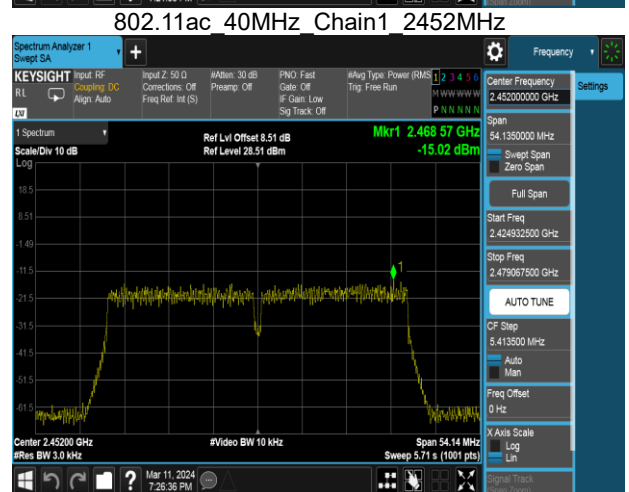 802.11ac_40MHz_Chain1_2452MHz
Spectrum Analyzer 1
Swept SA
Frequency
KEYSIGHT
RL
LXI
Input: RF
Coupling: DC
Align: Auto
Input Z: 50 Ω
Corrections: Off
Freq Ref: Int (S)
#Atten: 30 dB
Preamp: Off
PNO: Fast
Gate: Off
IF Gain: Low
Sig Track: Off
#Avg Type: Power (RMS
Trig: Free Run
1 2 3 4 5 6
M W W W W W
P N N N N N
Center Frequency
2.452000000 GHz
Settings
1 Spectrum
Scale/Div 10 dB
Log
Ref Lvl Offset 8.51 dB
Ref Level 28.51 dBm
Mkr1 2.468 57 GHz
-15.02 dBm
Span
54.1350000 MHz
Swept Span
Zero Span
Full Span
Start Freq
2.424932500 GHz
Stop Freq
2.479067500 GHz
AUTO TUNE
CF Step
5.413500 MHz
Auto
Man
Freq Offset
0 Hz
X Axis Scale
Log
Lin
Signal Track
(Span Zoom)
18.5
8.51
-1.49
-11.5
-21.5
-31.5
-41.5
-51.5
-61.5
1
Center 2.45200 GHz
#Res BW 3.0 kHz
#Video BW 10 kHz
Span 54.14 MHz
Sweep 5.71 s (1001 pts)
?
Mar 11, 2024
7:26:36 PM